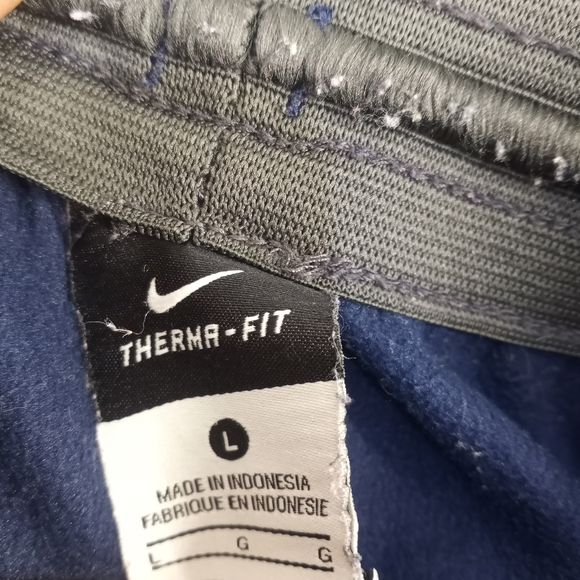 THERMA-FIT
L
MADE IN INDONESIA
FABRIQUE EN INDONESIE
L G G